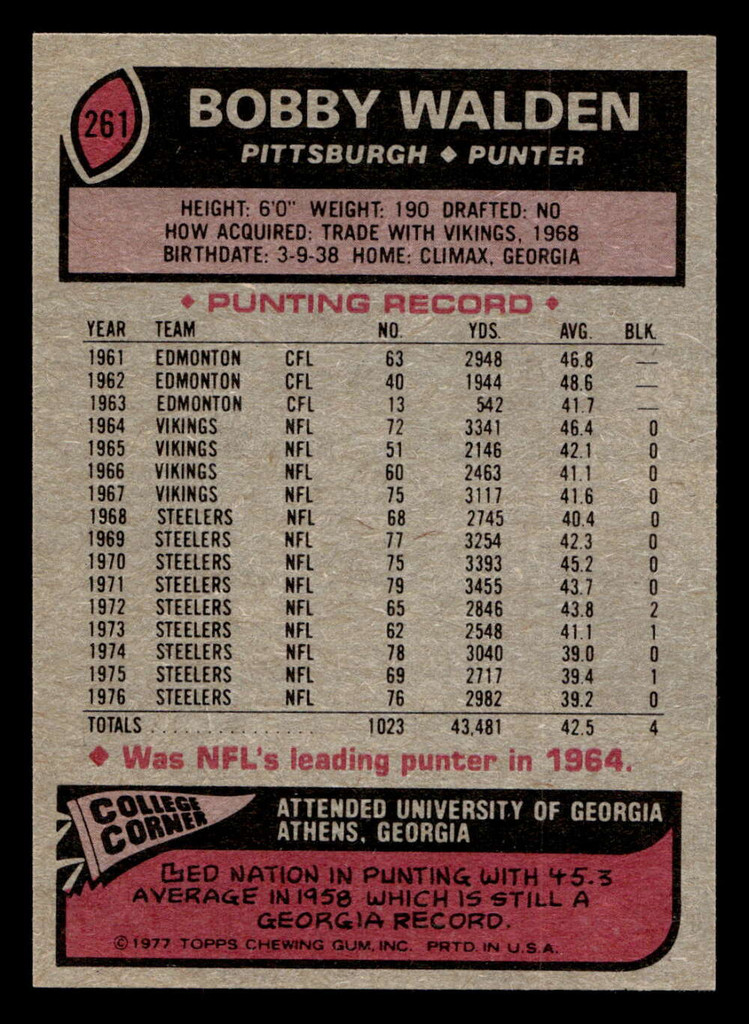 261
BOBBY WALDEN
PITTSBURGH ◆ PUNTER
HEIGHT: 6'0" WEIGHT: 190 DRAFTED: NO
HOW ACQUIRED: TRADE WITH VIKINGS, 1968
BIRTHDATE: 3-9-38 HOME: CLIMAX, GEORGIA
◆ PUNTING RECORD ◆
YEAR TEAM NO. YDS. AVG. BLK.
1961 EDMONTON CFL 63 2948 46.8 —
1962 EDMONTON CFL 40 1944 48.6 —
1963 EDMONTON CFL 13 542 41.7 —
1964 VIKINGS NFL 72 3341 46.4 0
1965 VIKINGS NFL 51 2146 42.1 0
1966 VIKINGS NFL 60 2463 41.1 0
1967 VIKINGS NFL 75 3117 41.6 0
1968 STEELERS NFL 68 2745 40.4 0
1969 STEELERS NFL 77 3254 42.3 0
1970 STEELERS NFL 75 3393 45.2 0
1971 STEELERS NFL 79 3455 43.7 0
1972 STEELERS NFL 65 2846 43.8 2
1973 STEELERS NFL 62 2548 41.1 1
1974 STEELERS NFL 78 3040 39.0 0
1975 STEELERS NFL 69 2717 39.4 1
1976 STEELERS NFL 76 2982 39.2 0
TOTALS . . . . . . . . . . . . . . . 1023 43,481 42.5 4
◆ Was NFL's leading punter in 1964.
COLLEGE
CORNER
ATTENDED UNIVERSITY OF GEORGIA
ATHENS, GEORGIA
LED NATION IN PUNTING WITH 45.3
AVERAGE IN 1958 WHICH IS STILL A
GEORGIA RECORD.
© 1977 TOPPS CHEWING GUM, INC. PRTD. IN U.S.A.